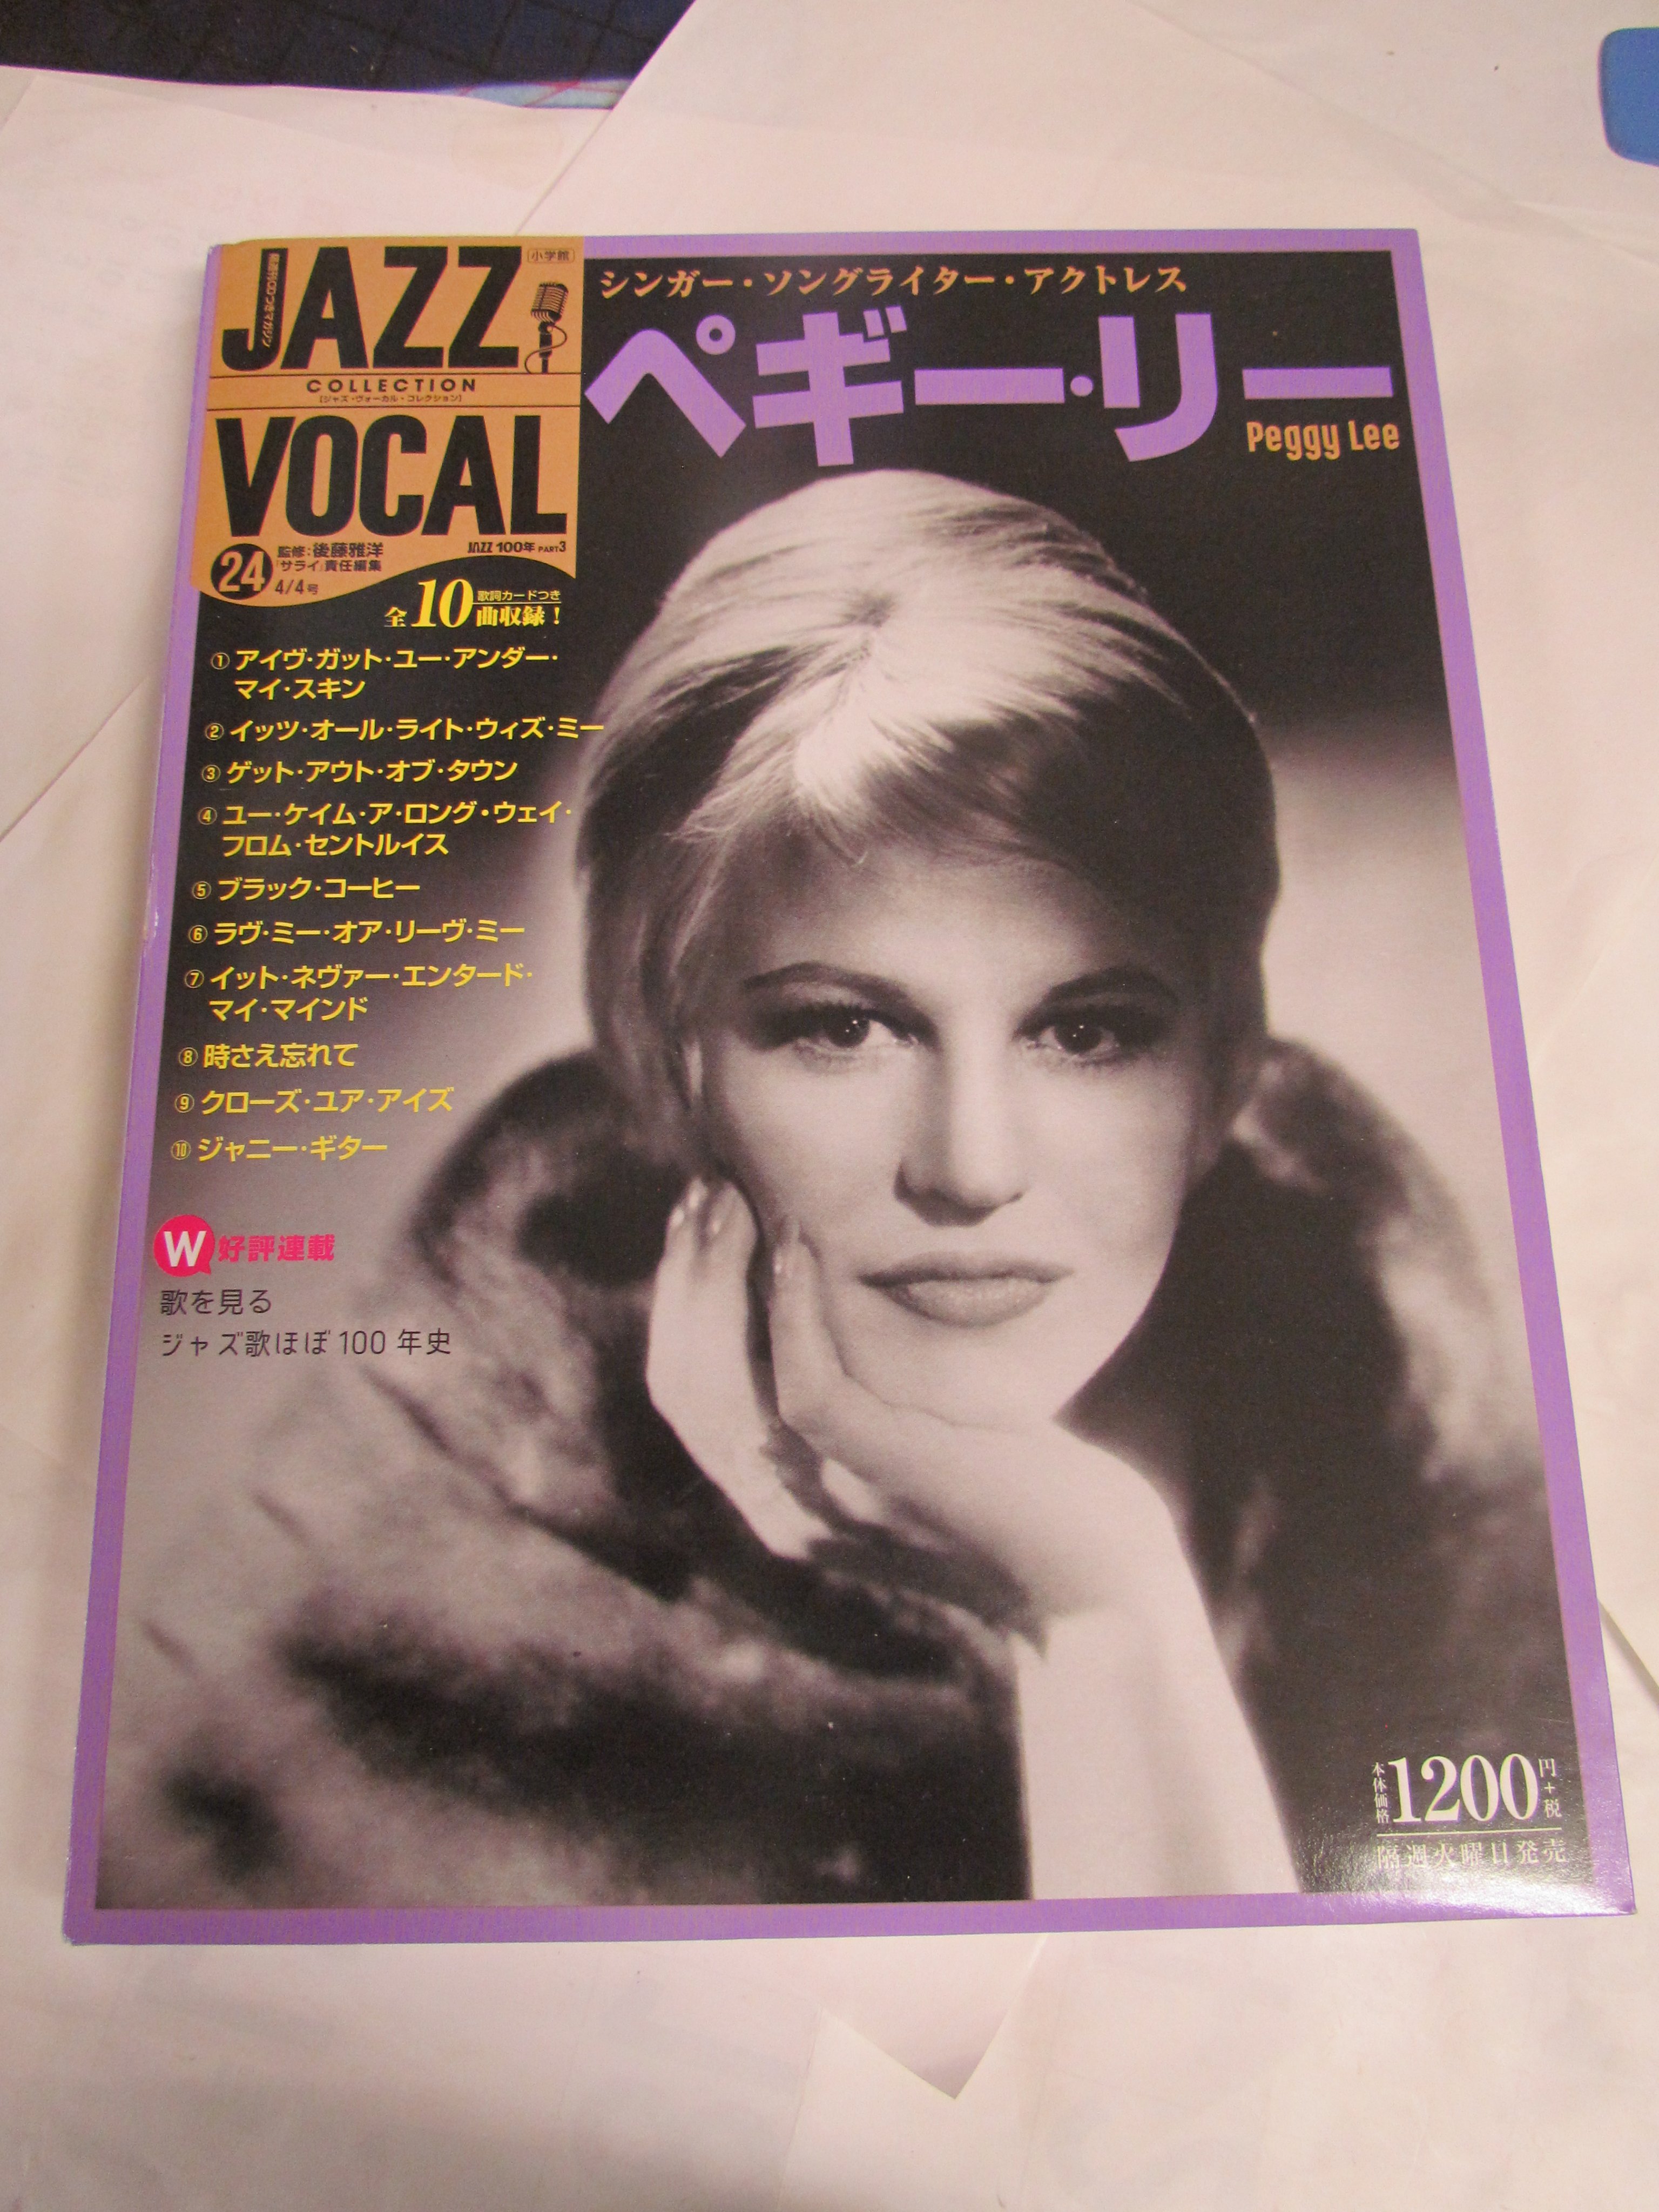 JAZZ
小学館
COLLECTION
[ジャズ・ヴォーカル・コレクション]
VOCAL
24
監修：後藤雅洋
「サライ」責任編集
4/4号
JAZZ 100年 PART3
シンガー・ソングライター・アクトレス
ペギー・リー
Peggy Lee
全10曲収録！
歌詞カードつき
①アイヴ・ガット・ユー・アンダー・
マイ・スキン
②イッツ・オール・ライト・ウィズ・ミー
③ゲット・アウト・オブ・タウン
④ユー・ケイム・ア・ロング・ウェイ・
フロム・セントルイス
⑤ブラック・コーヒー
⑥ラヴ・ミー・オア・リーヴ・ミー
⑦イット・ネヴァー・エンタード・
マイ・マインド
⑧時さえ忘れて
⑨クローズ・ユア・アイズ
⑩ジャニー・ギター
W好評連載
歌を見る
ジャズ歌ほぼ100年史
本体価格1200円+税
隔週火曜日発売